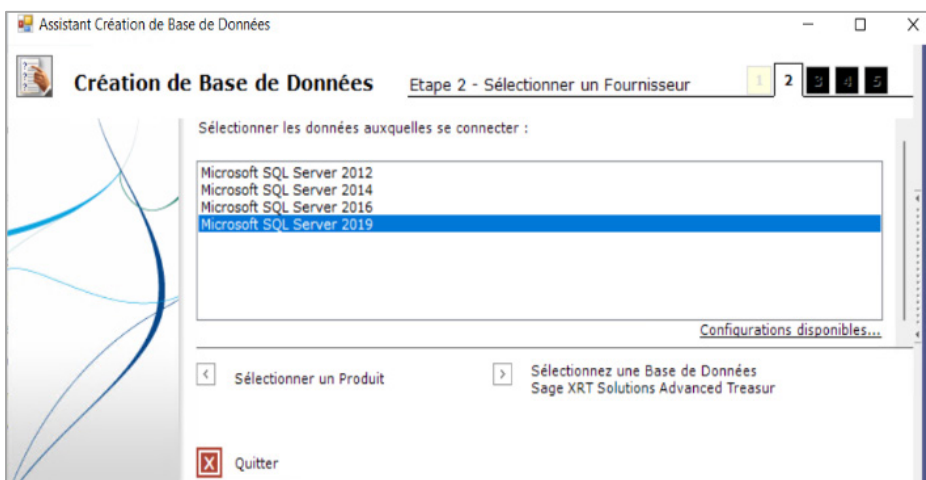 Assistant Création de Base de Données
Création de Base de Données
Etape 2 - Sélectionner un Fournisseur
1 2 3 4 5
Sélectionner les données auxquelles se connecter :
Microsoft SQL Server 2012
Microsoft SQL Server 2014
Microsoft SQL Server 2016
Microsoft SQL Server 2019
Configurations disponibles...
Sélectionner un Produit
Sélectionnez une Base de Données
Sage XRT Solutions Advanced Treasur
Quitter